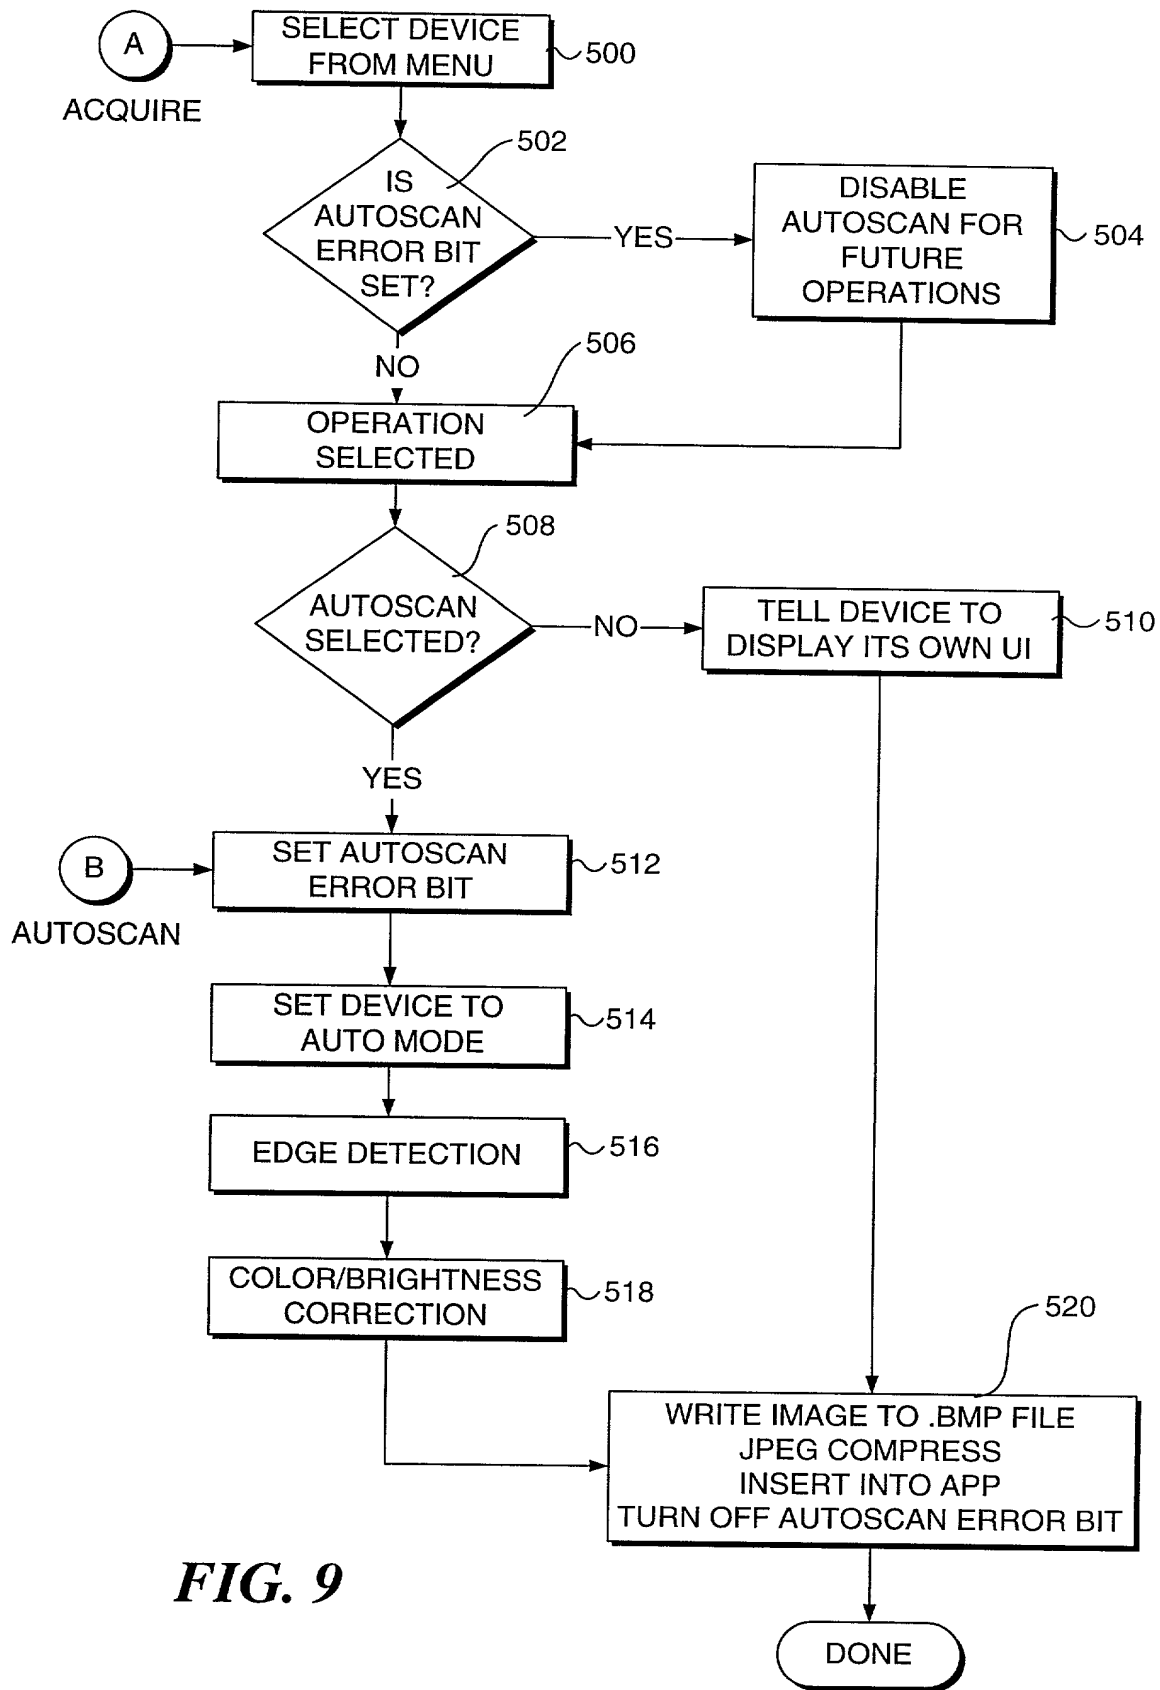 A
ACQUIRE
SELECT DEVICE
FROM MENU
500
502
IS
AUTOSCAN
ERROR BIT
SET?
YES
DISABLE
AUTOSCAN FOR
FUTURE
OPERATIONS
504
NO
506
OPERATION
SELECTED
508
AUTOSCAN
SELECTED?
NO
TELL DEVICE TO
DISPLAY ITS OWN UI
510
YES
B
AUTOSCAN
SET AUTOSCAN
ERROR BIT
512
SET DEVICE TO
AUTO MODE
514
EDGE DETECTION
516
COLOR/BRIGHTNESS
CORRECTION
518
520
WRITE IMAGE TO .BMP FILE
JPEG COMPRESS
INSERT INTO APP
TURN OFF AUTOSCAN ERROR BIT
FIG. 9
DONE